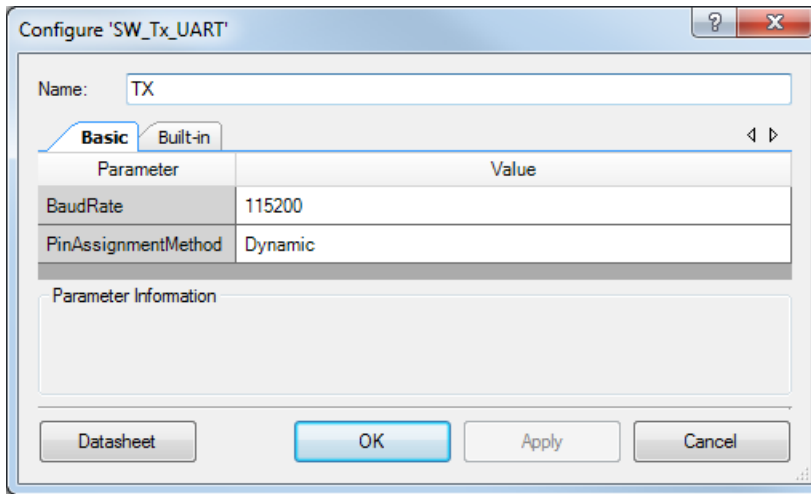 Configure 'SW_Tx_UART'
?
X
Name: TX
Basic Built-in
Parameter Value
BaudRate 115200
PinAssignmentMethod Dynamic
Parameter Information
Datasheet OK Apply Cancel